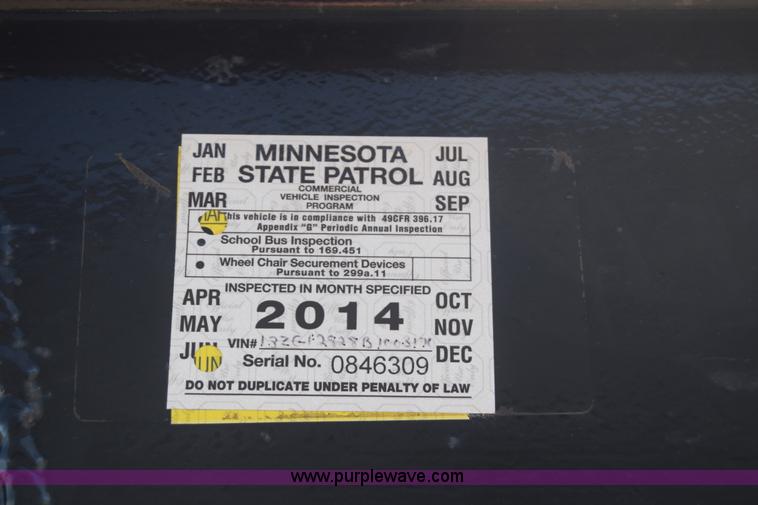 JAN MINNESOTA JUL
FEB STATE PATROL AUG
MAR COMMERCIAL SEP
VEHICLE INSPECTION
PROGRAM
his vehicle is in compliance with 49CFR 396.17
Appendix "G" Periodic Annual Inspection
• School Bus Inspection
Pursuant to 169.451
• Wheel Chair Securement Devices
Pursuant to 299a.11
INSPECTED IN MONTH SPECIFIED
APR 2014 OCT
MAY NOV
JUN VIN# DEC
Serial No. 0846309
DO NOT DUPLICATE UNDER PENALTY OF LAW
www.purplewave.com